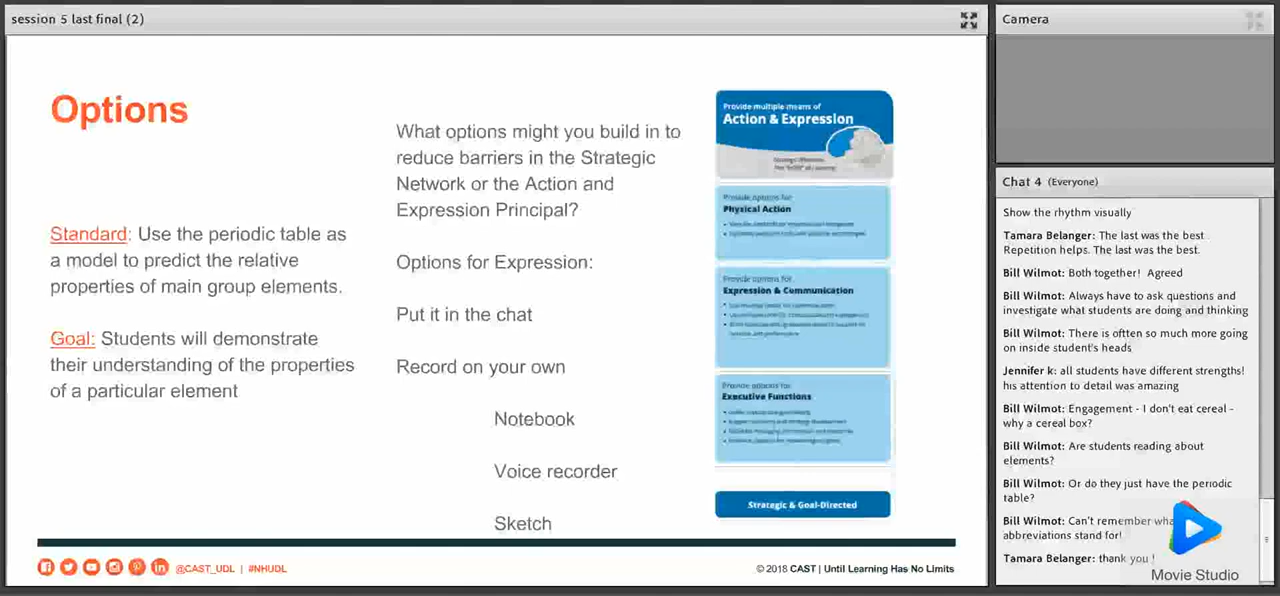 session 5 last final (2)
Options
Standard: Use the periodic table as
a model to predict the relative
properties of main group elements.
Goal: Students will demonstrate
their understanding of the properties
of a particular element
What options might you build in to
reduce barriers in the Strategic
Network or the Action and
Expression Principal?
Options for Expression:
Put it in the chat
Record on your own
Notebook
Voice recorder
Sketch
Provide multiple means of
Action & Expression
Provide options for
Physical Action
Provide options for
Expression & Communication
Provide options for
Executive Functions
Strategic & Goal-Directed
@CAST_UDL | #NHUDL
© 2018 CAST | Until Learning Has No Limits
Camera
Chat 4 (Everyone)
Show the rhythm visually
Tamara Belanger: The last was the best.
Repetition helps. The last was the best.
Bill Wilmot: Both together! Agreed
Bill Wilmot: Always have to ask questions and
investigate what students are doing and thinking
Bill Wilmot: There is often so much more going
on inside student's heads
Jennifer k: all students have different strengths!
his attention to detail was amazing
Bill Wilmot: Engagement - I don't eat cereal -
why a cereal box?
Bill Wilmot: Are students reading about
elements?
Bill Wilmot: Or do they just have the periodic
table?
Bill Wilmot: Can't remember
abbreviations stand for!
Tamara Belanger: thank you !
Movie Studio